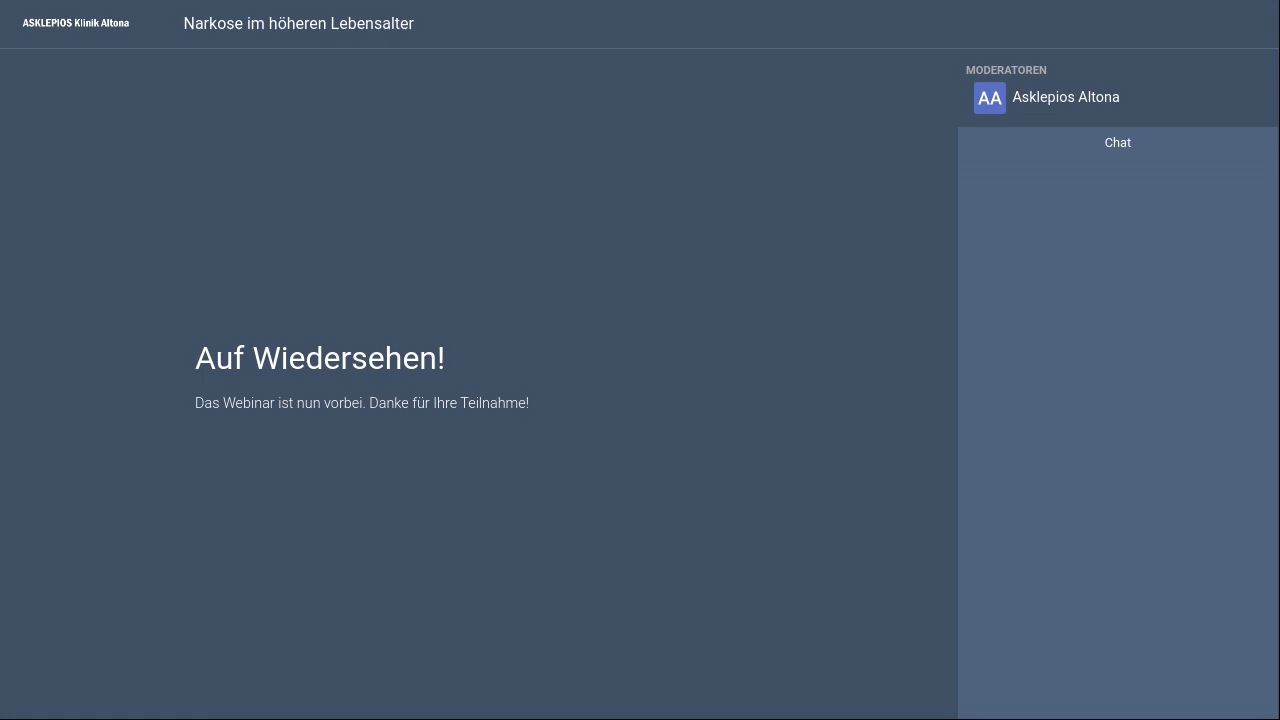 ASKLEPIOS Klinik Altona
Narkose im höheren Lebensalter
MODERATOREN
AA
Asklepios Altona
Chat
Auf Wiedersehen!
Das Webinar ist nun vorbei. Danke für Ihre Teilnahme!